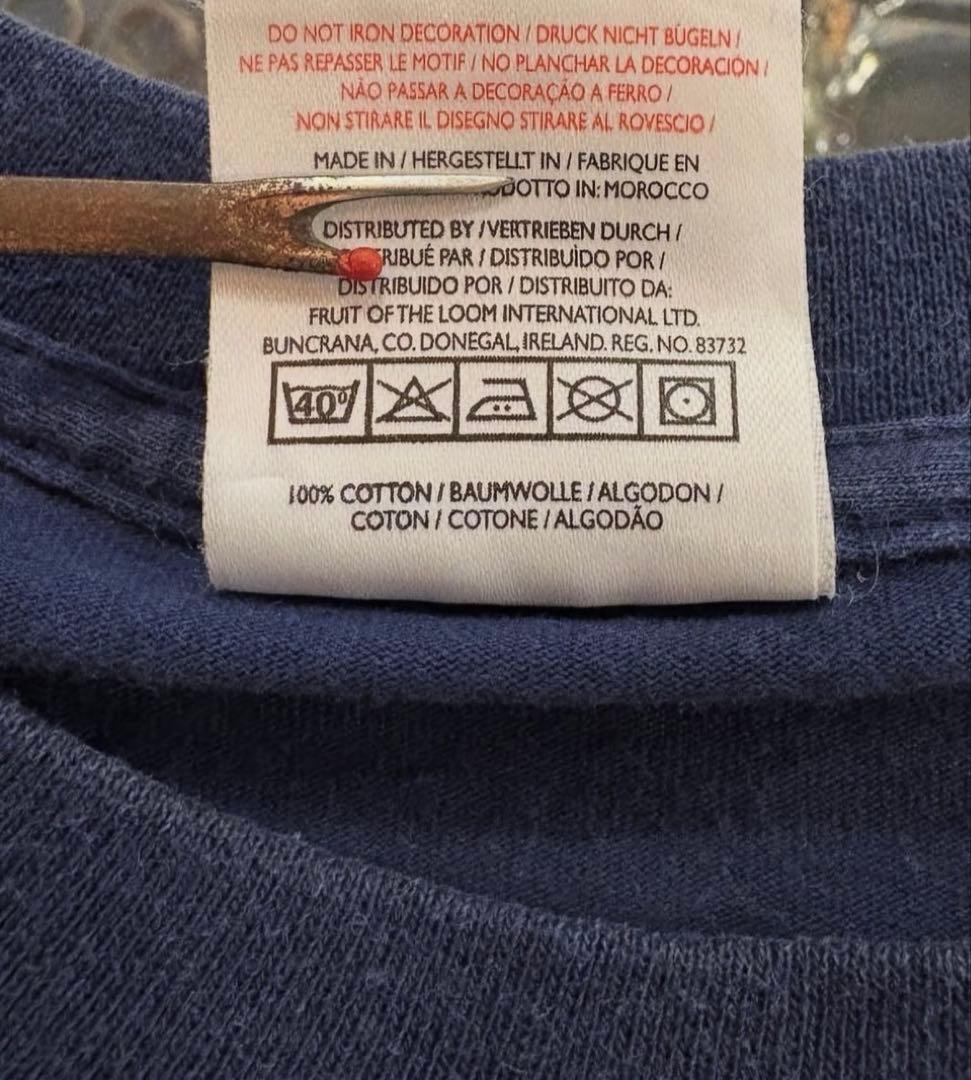 DO NOT IRON DECORATION / DRUCK NICHT BÜGELN /
NE PAS REPASSER LE MOTIF / NO PLANCHAR LA DECORACIÓN /
NÃO PASSAR A DECORAÇÃO A FERRO /
NON STIRARE IL DISEGNO STIRARE AL ROVESCIO /
MADE IN / HERGESTELLT IN / FABRIQUE EN
IN: MOROCCO
DISTRIBUTED BY / VERTRIEBEN DURCH /
PAR / DISTRIBUÌDO POR /
DISTRIBUIDO POR / DISTRIBUITO DA:
FRUIT OF THE LOOM INTERNATIONAL LTD.
BUNCRANA, CO. DONEGAL, IRELAND. REG. NO. 83732
40°
100% COTTON / BAUMWOLLE / ALGODON /
COTON / COTONE / ALGODÃO